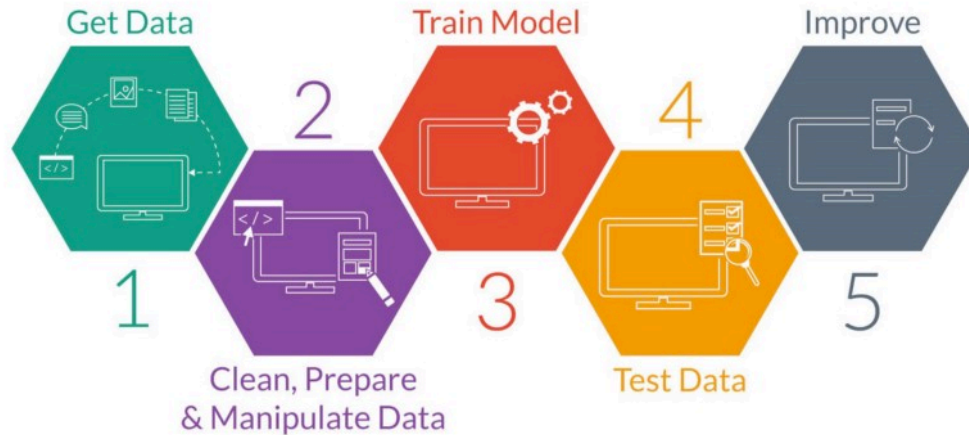 Get Data
Train Model
Improve
2
4
</>
</>
1
3
5
Clean, Prepare
& Manipulate Data
Test Data